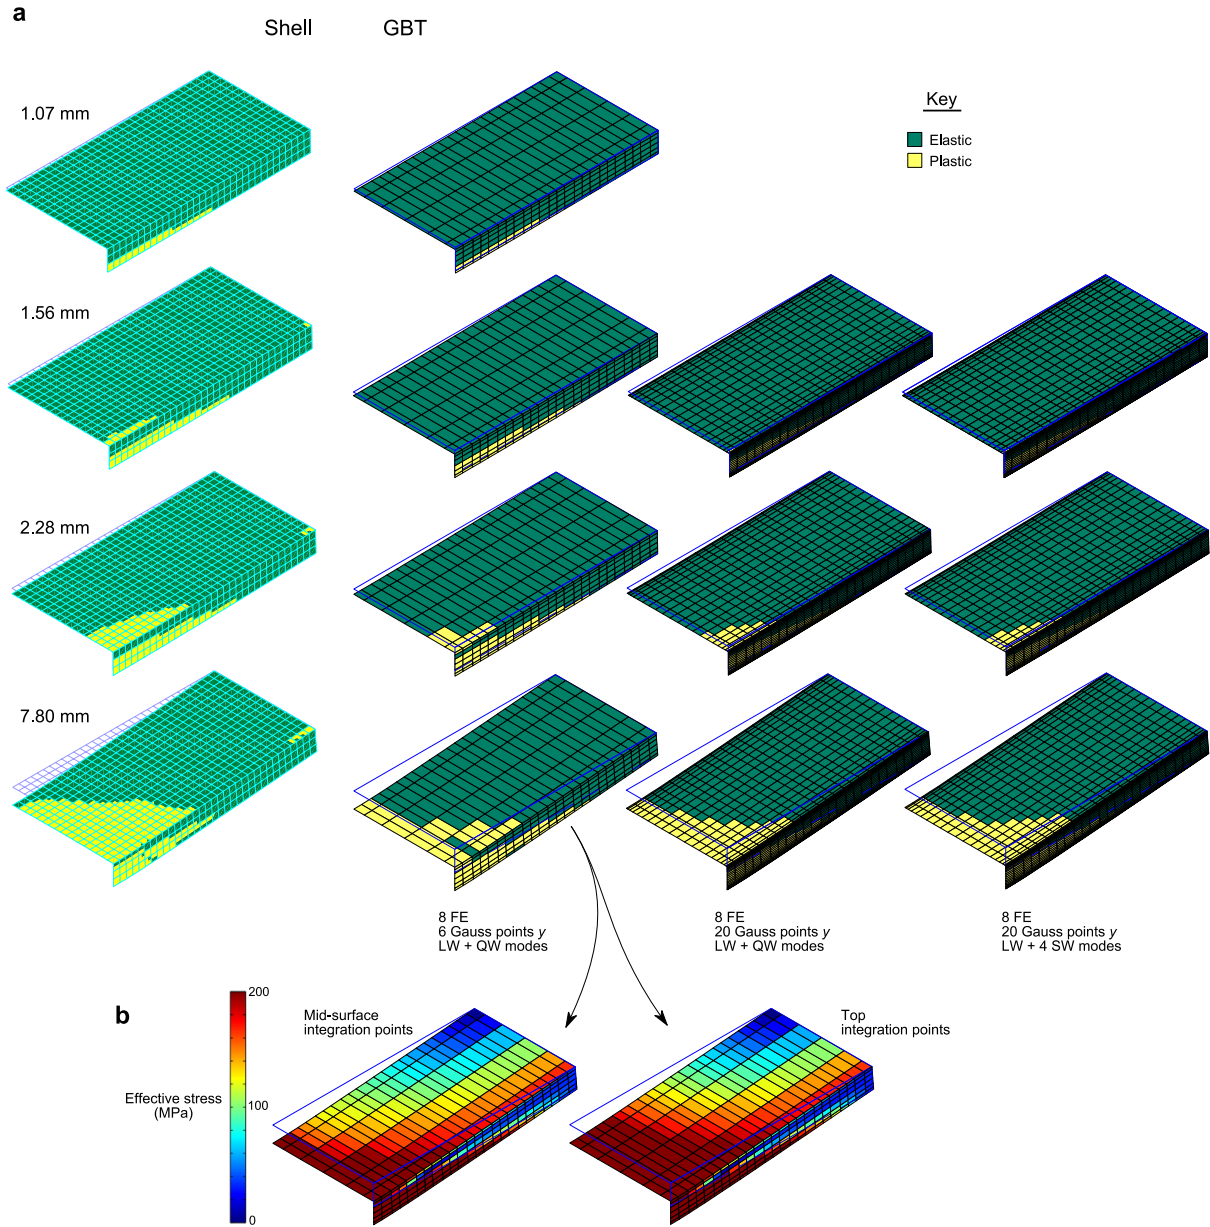 a
Shell
GBT
1.07 mm
Key
Elastic
Plastic
1.56 mm
2.28 mm
7.80 mm
8 FE
6 Gauss points y
LW + QW modes
8 FE
20 Gauss points y
LW + QW modes
8 FE
20 Gauss points y
LW + 4 SW modes
b
200
100
0
Effective stress
(MPa)
Mid-surface
integration points
Top
integration points